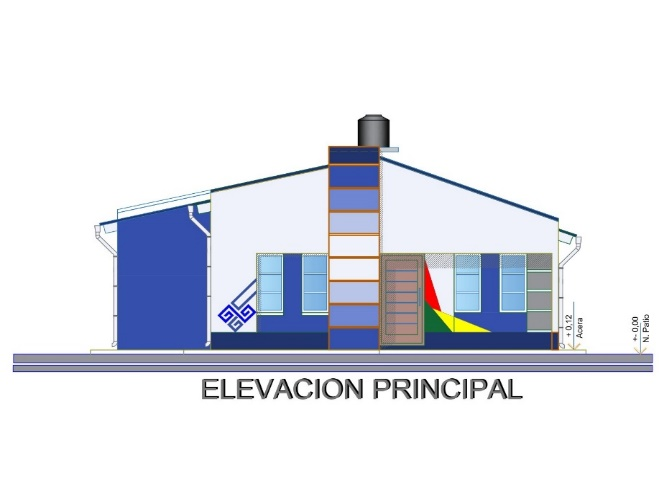 + 0,12
Acera
+- 0,00
N. Patio
ELEVACION PRINCIPAL